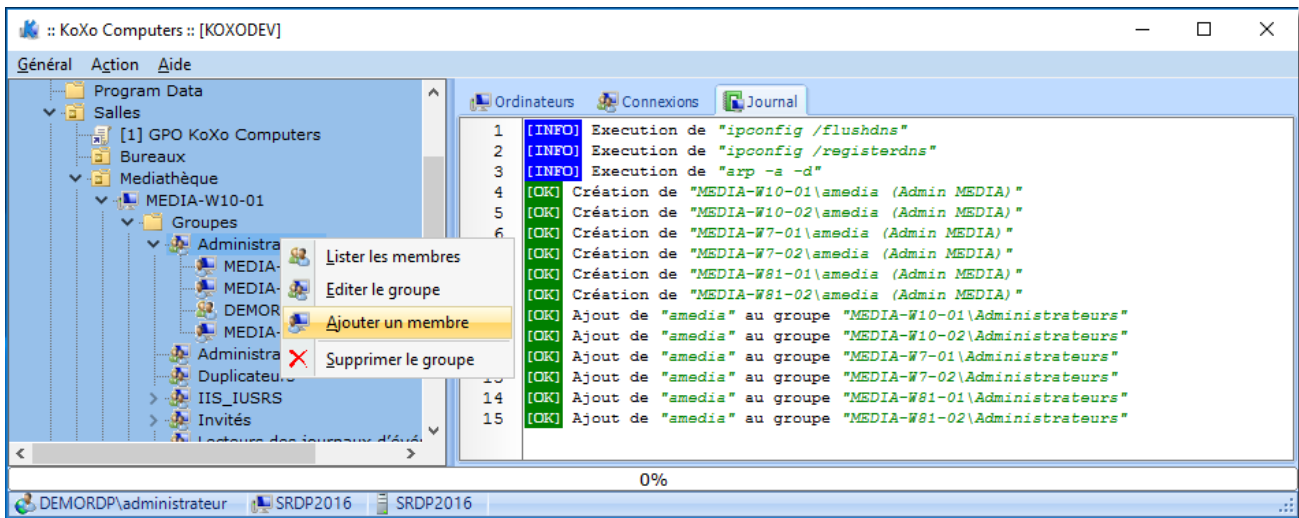 :: KoXo Computers :: [KOXODEV]
Général Action Aide
Program Data
Salles
[1] GPO KoXo Computers
Bureaux
Mediathèque
MEDIA-W10-01
Groupes
Administra
MEDIA-
MEDIA-
DEMOR
MEDIA-
Administra
Duplicateurs
IIS_IUSRS
Invités
Lecteurs des journaux d'évé
Lister les membres
Editer le groupe
Ajouter un membre
Supprimer le groupe
Ordinateurs Connexions Journal
1 [INFO] Execution de "ipconfig /flushdns"
2 [INFO] Execution de "ipconfig /registerdns"
3 [INFO] Execution de "arp -a -d"
4 [OK] Création de "MEDIA-W10-01\amedia (Admin MEDIA)"
5 [OK] Création de "MEDIA-W10-02\amedia (Admin MEDIA)"
6 [OK] Création de "MEDIA-W7-01\amedia (Admin MEDIA)"
[OK] Création de "MEDIA-W7-02\amedia (Admin MEDIA)"
[OK] Création de "MEDIA-W81-01\amedia (Admin MEDIA)"
[OK] Création de "MEDIA-W81-02\amedia (Admin MEDIA)"
[OK] Ajout de "amedia" au groupe "MEDIA-W10-01\Administrateurs"
[OK] Ajout de "amedia" au groupe "MEDIA-W10-02\Administrateurs"
[OK] Ajout de "amedia" au groupe "MEDIA-W7-01\Administrateurs"
13 [OK] Ajout de "amedia" au groupe "MEDIA-W7-02\Administrateurs"
14 [OK] Ajout de "amedia" au groupe "MEDIA-W81-01\Administrateurs"
15 [OK] Ajout de "amedia" au groupe "MEDIA-W81-02\Administrateurs"
0%
DEMORDP\administrateur SRDP2016 SRDP2016